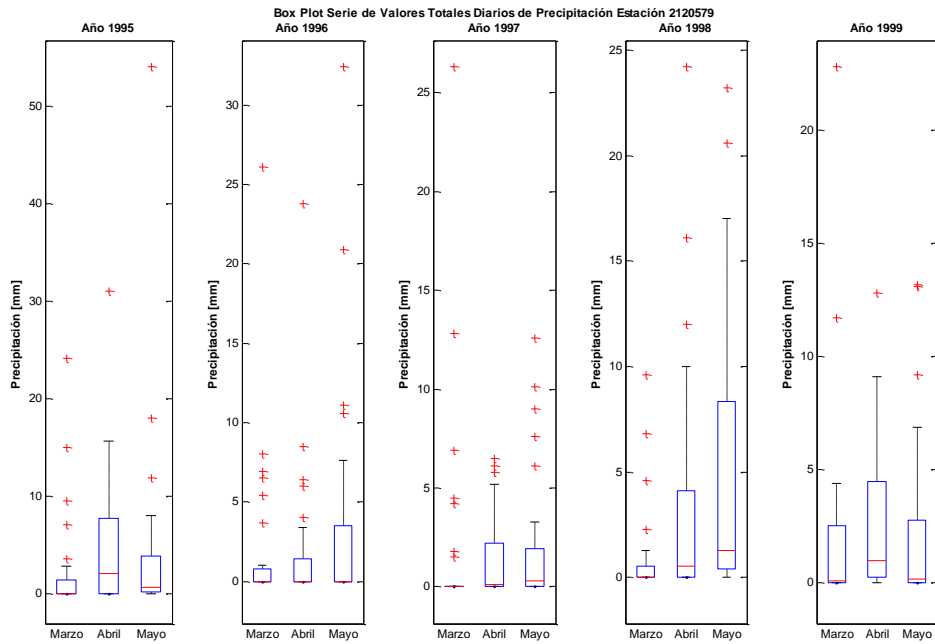 Box Plot Serie de Valores Totales Diarios de Precipitación Estación 2120579
Año 1995
Año 1996
Año 1997
Año 1998
Año 1999
Precipitación [mm]
50
40
30
20
10
0
Marzo Abril Mayo
Precipitación [mm]
30
25
20
15
10
5
0
Marzo Abril Mayo
Precipitación [mm]
25
20
15
10
5
0
Marzo Abril Mayo
Precipitación [mm]
25
20
15
10
5
0
Marzo Abril Mayo
Precipitación [mm]
20
15
10
5
0
Marzo Abril Mayo